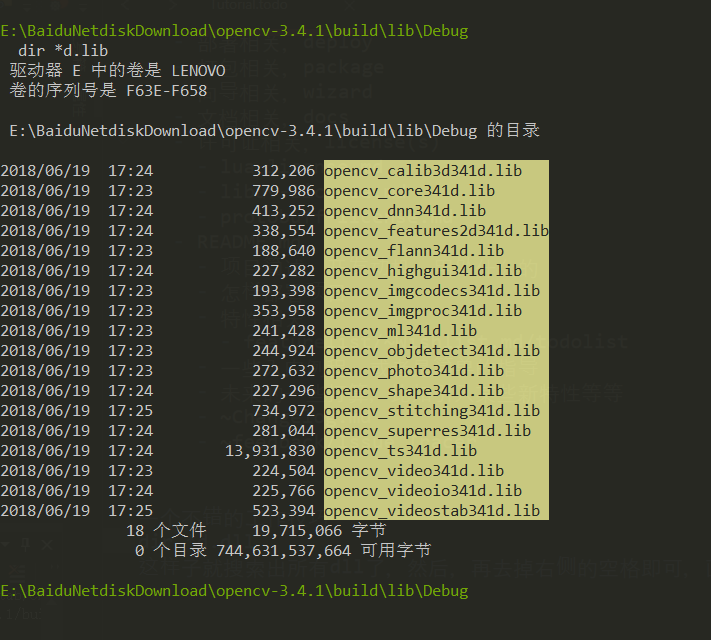 E:\BaiduNetdiskDownload\opencv-3.4.1\build\lib\Debug
dir *d.lib
驱动器 E 中的卷是 LENOVO
卷的序列号是 F63E-F658
E:\BaiduNetdiskDownload\opencv-3.4.1\build\lib\Debug 的目录
2018/06/19 17:24 312,206 opencv_calib3d341d.lib
2018/06/19 17:23 779,986 opencv_core341d.lib
2018/06/19 17:24 413,252 opencv_dnn341d.lib
2018/06/19 17:24 338,554 opencv_features2d341d.lib
2018/06/19 17:23 188,640 opencv_flann341d.lib
2018/06/19 17:24 227,282 opencv_highgui341d.lib
2018/06/19 17:23 193,398 opencv_imgcodecs341d.lib
2018/06/19 17:23 353,958 opencv_imgproc341d.lib
2018/06/19 17:23 241,428 opencv_ml341d.lib
2018/06/19 17:23 244,924 opencv_objdetect341d.lib
2018/06/19 17:23 272,632 opencv_photo341d.lib
2018/06/19 17:24 227,296 opencv_shape341d.lib
2018/06/19 17:25 734,972 opencv_stitching341d.lib
2018/06/19 17:24 281,044 opencv_superres341d.lib
2018/06/19 17:24 13,931,830 opencv_ts341d.lib
2018/06/19 17:23 224,504 opencv_video341d.lib
2018/06/19 17:24 225,766 opencv_videoio341d.lib
2018/06/19 17:25 523,394 opencv_videostab341d.lib
18 个文件 19,715,066 字节
0 个目录 744,631,537,664 可用字节
E:\BaiduNetdiskDownload\opencv-3.4.1\build\lib\Debug